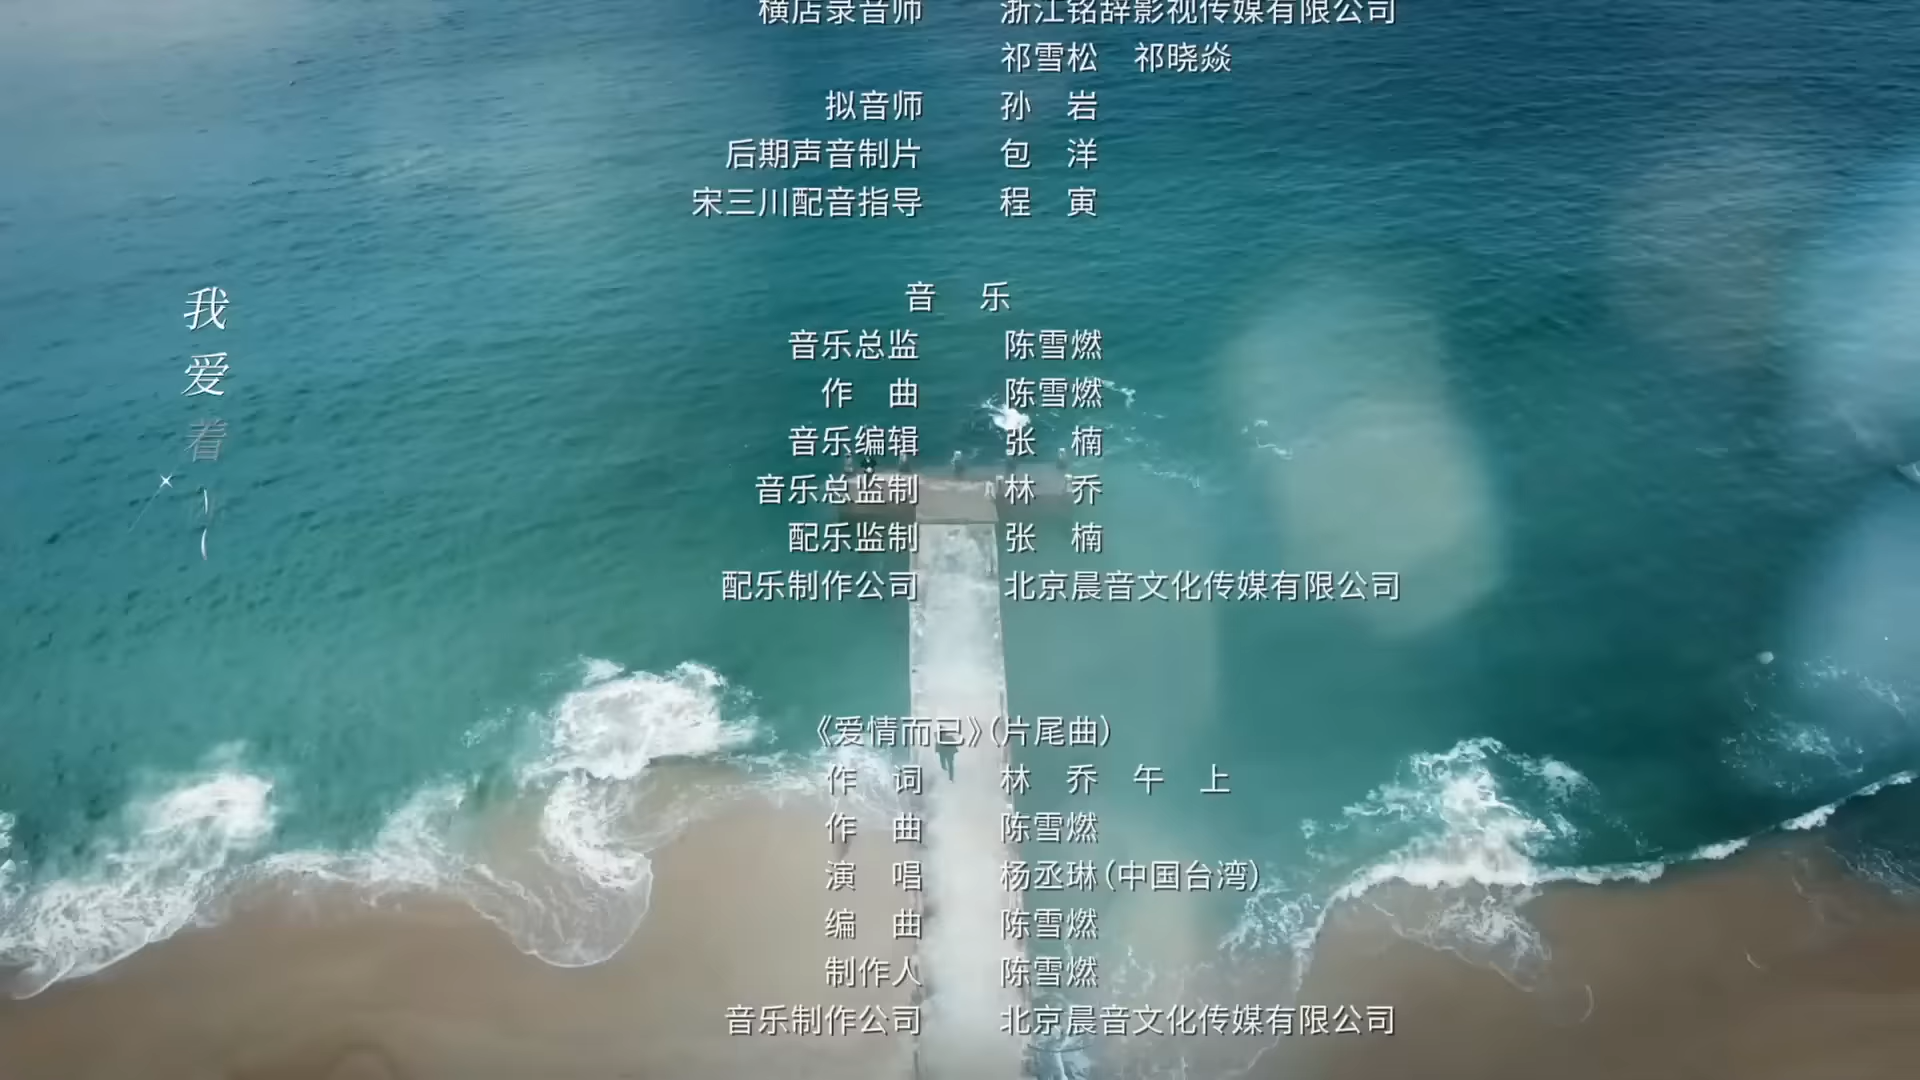 横店录音师 浙江铭辞影视传媒有限公司
祁雪松 祁晓焱
拟音师 孙 岩
后期声音制片 包 洋
宋三川配音指导 程 寅
音 乐
音乐总监 陈雪燃
作 曲 陈雪燃
音乐编辑 张 楠
音乐总监制 林 乔
配乐监制 张 楠
配乐制作公司 北京晨音文化传媒有限公司
《爱情而已》(片尾曲)
作 词 林 乔 午 上
作 曲 陈雪燃
演 唱 杨丞琳(中国台湾)
编 曲 陈雪燃
制作人 陈雪燃
音乐制作公司 北京晨音文化传媒有限公司
我爱着